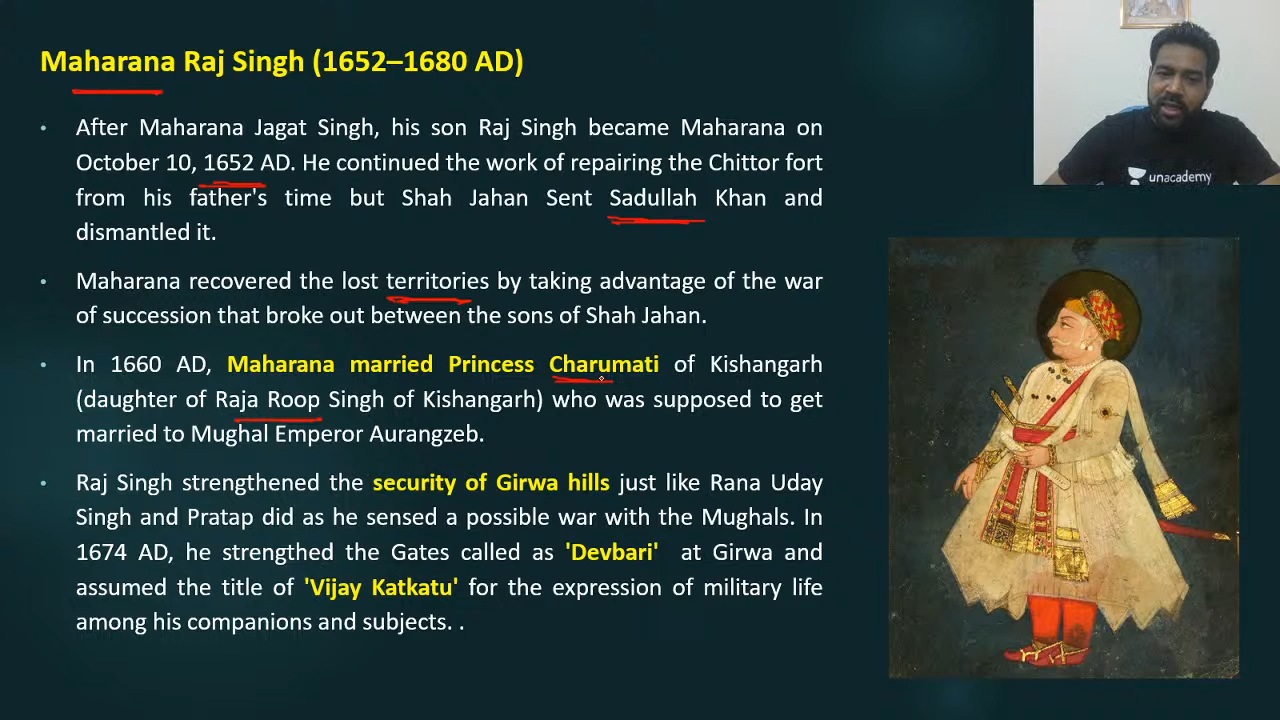 Maharana Raj Singh (1652–1680 AD)
• After Maharana Jagat Singh, his son Raj Singh became Maharana on
October 10, 1652 AD. He continued the work of repairing the Chittor fort
from his father's time but Shah Jahan Sent Sadullah Khan and
dismantled it.
• Maharana recovered the lost territories by taking advantage of the war
of succession that broke out between the sons of Shah Jahan.
• In 1660 AD, Maharana married Princess Charumati of Kishangarh
(daughter of Raja Roop Singh of Kishangarh) who was supposed to get
married to Mughal Emperor Aurangzeb.
• Raj Singh strengthened the security of Girwa hills just like Rana Uday
Singh and Pratap did as he sensed a possible war with the Mughals. In
1674 AD, he strengthed the Gates called as 'Devbari' at Girwa and
assumed the title of 'Vijay Katkatu' for the expression of military life
among his companions and subjects. .
unacademy